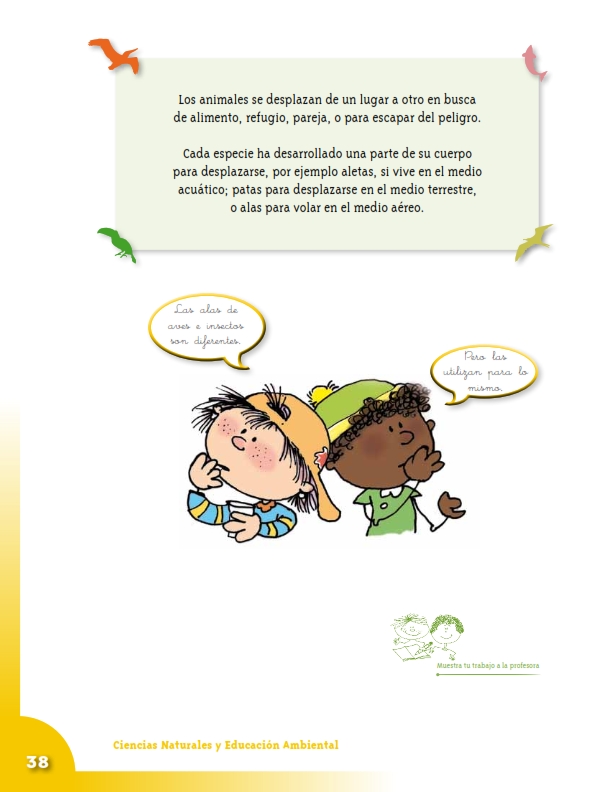 Los animales se desplazan de un lugar a otro en busca
de alimento, refugio, pareja, o para escapar del peligro.
Cada especie ha desarrollado una parte de su cuerpo
para desplazarse, por ejemplo aletas, si vive en el medio
acuático; patas para desplazarse en el medio terrestre,
o alas para volar en el medio aéreo.
Las alas de
aves e insectos
son diferentes.
Pero las
utilizan para lo
mismo.
Muestra tu trabajo a la profesora
Ciencias Naturales y Educación Ambiental
38